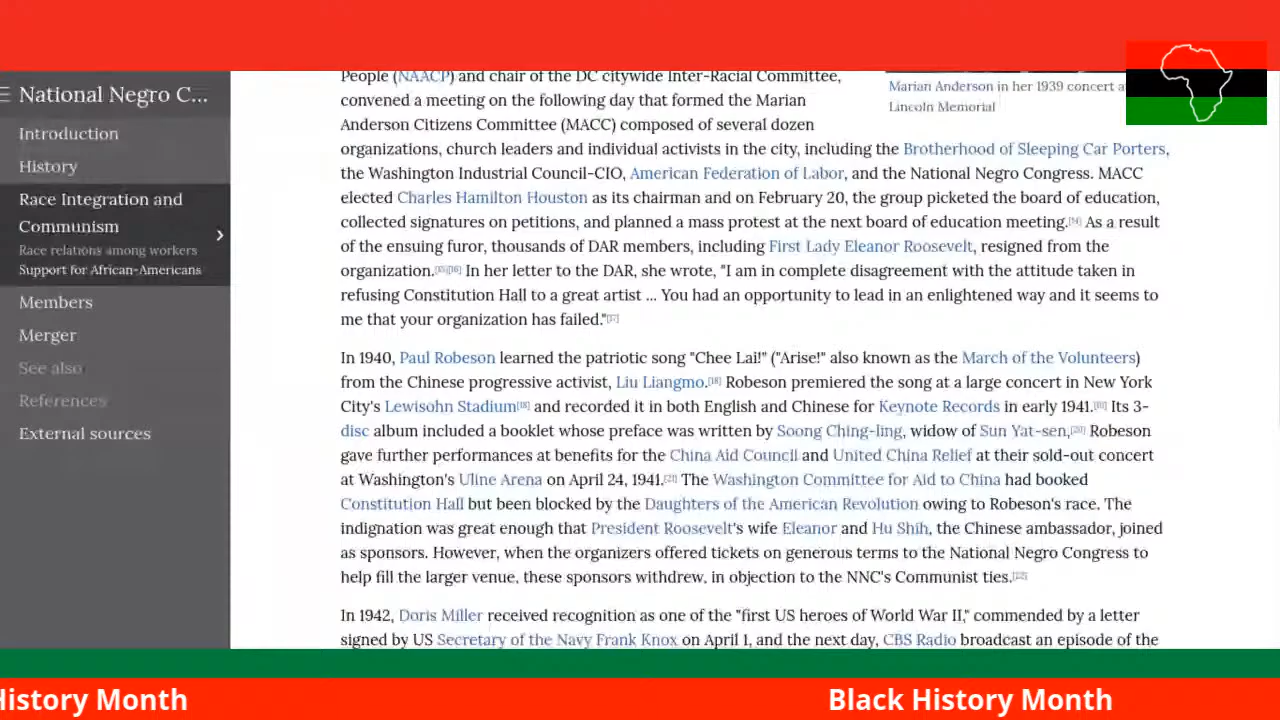 National Negro C...
Introduction
History
Race Integration and
Communism
Race relations among workers
Support for African-Americans
Members
Merger
See also
References
External sources
People (NAACP) and chair of the DC citywide Inter-Racial Committee,
convened a meeting on the following day that formed the Marian
Anderson Citizens Committee (MACC) composed of several dozen
organizations, church leaders and individual activists in the city, including the Brotherhood of Sleeping Car Porters,
the Washington Industrial Council-CIO, American Federation of Labor, and the National Negro Congress. MACC
elected Charles Hamilton Houston as its chairman and on February 20, the group picketed the board of education,
collected signatures on petitions, and planned a mass protest at the next board of education meeting.[14] As a result
of the ensuing furor, thousands of DAR members, including First Lady Eleanor Roosevelt, resigned from the
organization.[15][16] In her letter to the DAR, she wrote, "I am in complete disagreement with the attitude taken in
refusing Constitution Hall to a great artist ... You had an opportunity to lead in an enlightened way and it seems to
me that your organization has failed."[17]
Marian Anderson in her 1939 concert a
Lincoln Memorial
In 1940, Paul Robeson learned the patriotic song "Chee Lai!" ("Arise!" also known as the March of the Volunteers)
from the Chinese progressive activist, Liu Liangmo.[18] Robeson premiered the song at a large concert in New York
City's Lewisohn Stadium[18] and recorded it in both English and Chinese for Keynote Records in early 1941.[19] Its 3-
disc album included a booklet whose preface was written by Soong Ching-ling, widow of Sun Yat-sen,[20] Robeson
gave further performances at benefits for the China Aid Council and United China Relief at their sold-out concert
at Washington's Uline Arena on April 24, 1941.[21] The Washington Committee for Aid to China had booked
Constitution Hall but been blocked by the Daughters of the American Revolution owing to Robeson's race. The
indignation was great enough that President Roosevelt's wife Eleanor and Hu Shih, the Chinese ambassador, joined
as sponsors. However, when the organizers offered tickets on generous terms to the National Negro Congress to
help fill the larger venue, these sponsors withdrew, in objection to the NNC's Communist ties.[22]
In 1942, Doris Miller received recognition as one of the "first US heroes of World War II," commended by a letter
signed by US Secretary of the Navy Frank Knox on April 1, and the next day, CBS Radio broadcast an episode of the
History Month
Black History Month